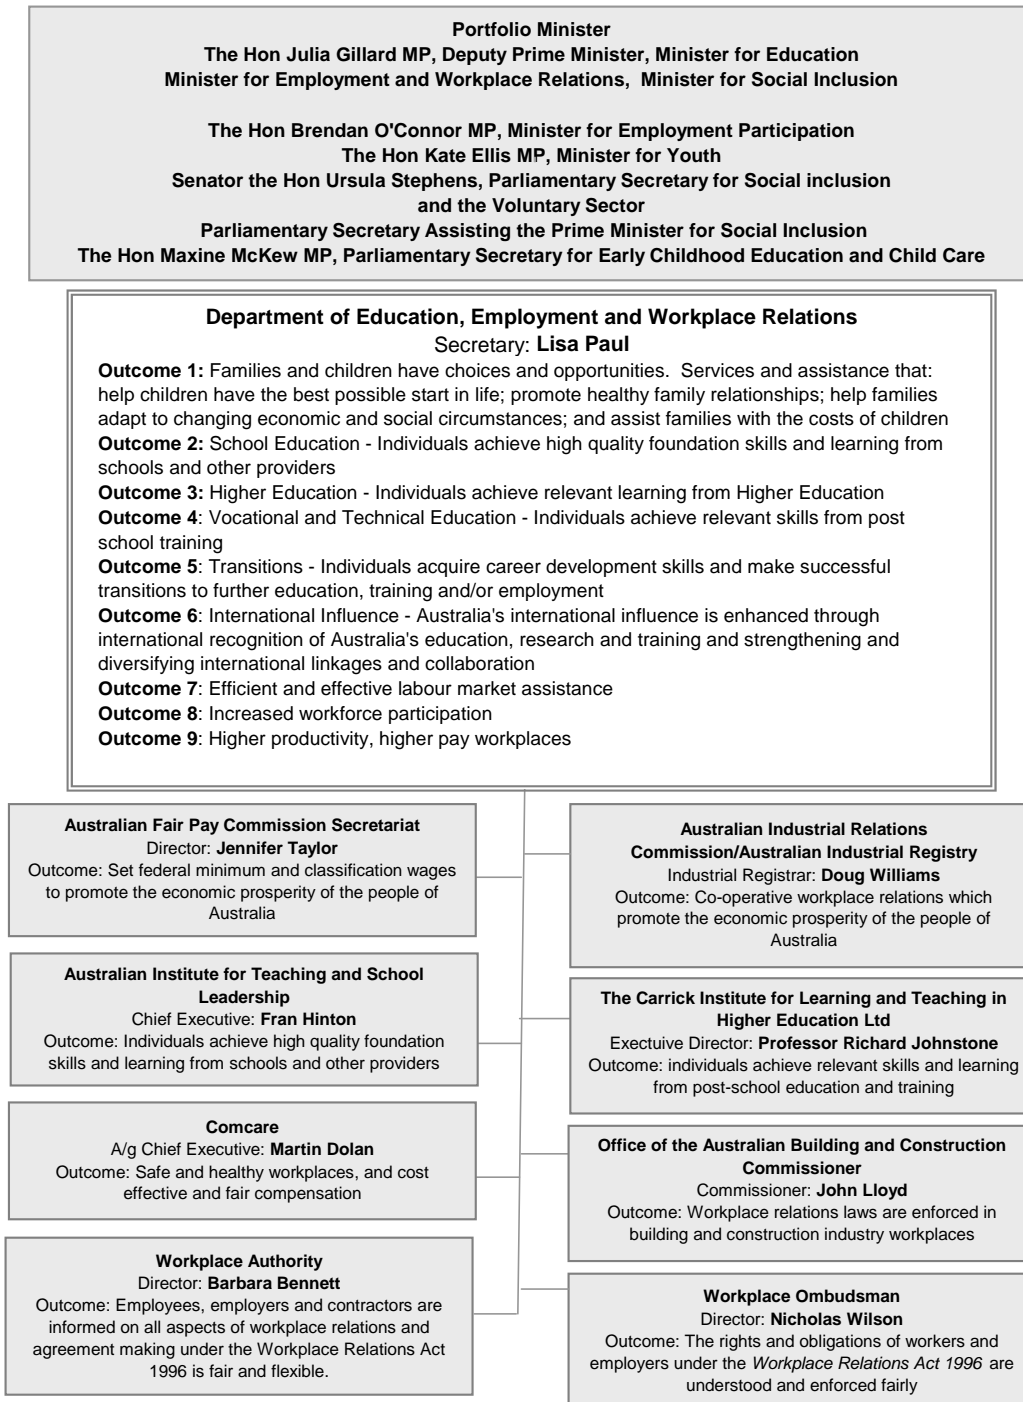 Portfolio Minister
The Hon Julia Gillard MP, Deputy Prime Minister, Minister for Education
Minister for Employment and Workplace Relations,  Minister for Social Inclusion
The Hon Brendan O'Connor MP, Minister for Employment Participation
The Hon Kate Ellis MP, Minister for Youth
Senator the Hon Ursula Stephens, Parliamentary Secretary for Social inclusion
and the Voluntary Sector
Parliamentary Secretary Assisting the Prime Minister for Social Inclusion
The Hon Maxine McKew MP, Parliamentary Secretary for Early Childhood Education and Child Care
Department of Education, Employment and Workplace Relations
Secretary: Lisa Paul
Outcome 1: Families and children have choices and opportunities.  Services and assistance that:
help children have the best possible start in life; promote healthy family relationships; help families
adapt to changing economic and social circumstances; and assist families with the costs of children
Outcome 2: School Education - Individuals achieve high quality foundation skills and learning from
schools and other providers
Outcome 3: Higher Education - Individuals achieve relevant learning from Higher Education
Outcome 4: Vocational and Technical Education - Individuals achieve relevant skills from post
school training
Outcome 5: Transitions - Individuals acquire career development skills and make successful
transitions to further education, training and/or employment
Outcome 6: International Influence - Australia's international influence is enhanced through
international recognition of Australia's education, research and training and strengthening and
diversifying international linkages and collaboration
Outcome 7: Efficient and effective labour market assistance
Outcome 8: Increased workforce participation
Outcome 9: Higher productivity, higher pay workplaces
Australian Fair Pay Commission Secretariat
Director: Jennifer Taylor
Outcome: Set federal minimum and classification wages
to promote the economic prosperity of the people of
Australia
Australian Industrial Relations
Commission/Australian Industrial Registry
Industrial Registrar: Doug Williams
Outcome: Co-operative workplace relations which
promote the economic prosperity of the people of
Australia
Australian Institute for Teaching and School
Leadership
Chief Executive: Fran Hinton
Outcome: Individuals achieve high quality foundation
skills and learning from schools and other providers
The Carrick Institute for Learning and Teaching in
Higher Education Ltd
Exectuive Director: Professor Richard Johnstone
Outcome: individuals achieve relevant skills and learning
from post-school education and training
Comcare
A/g Chief Executive: Martin Dolan
Outcome: Safe and healthy workplaces, and cost
effective and fair compensation
Office of the Australian Building and Construction
Commissioner
Commissioner: John Lloyd
Outcome: Workplace relations laws are enforced in
building and construction industry workplaces
Workplace Authority
Director: Barbara Bennett
Outcome: Employees, employers and contractors are
informed on all aspects of workplace relations and
agreement making under the Workplace Relations Act
1996 is fair and flexible.
Workplace Ombudsman
Director: Nicholas Wilson
Outcome: The rights and obligations of workers and
employers under the Workplace Relations Act 1996 are
understood and enforced fairly